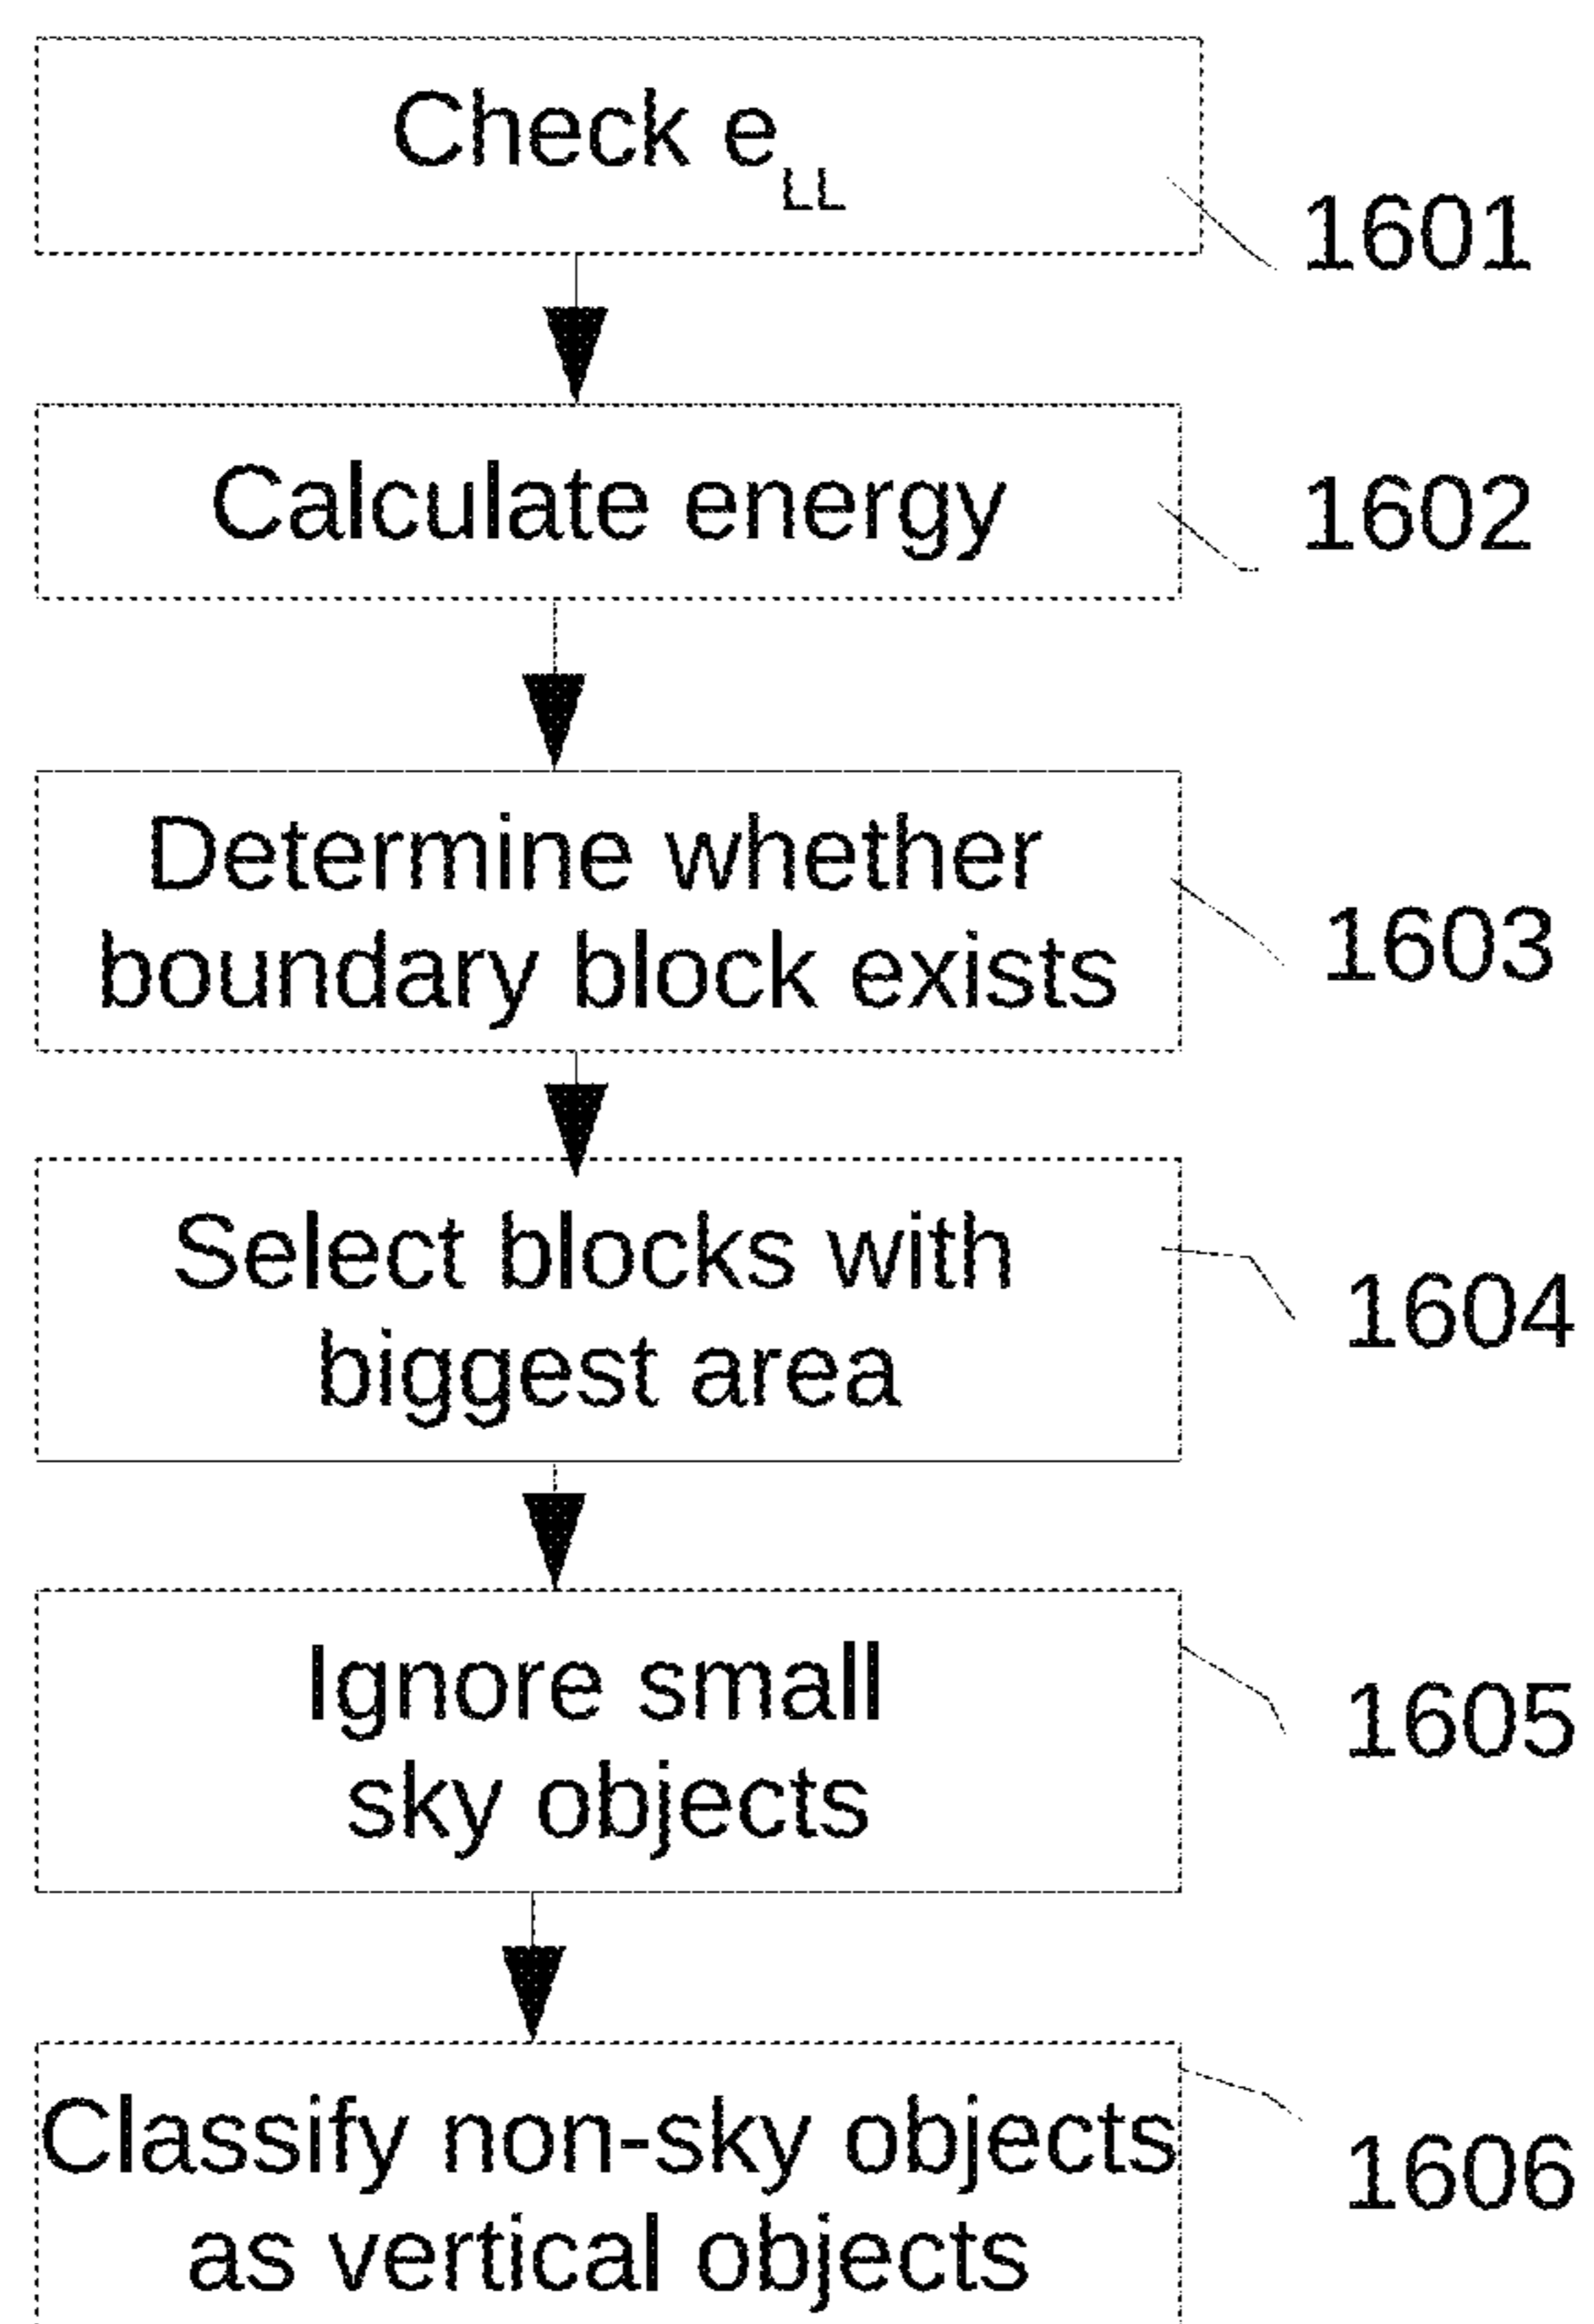 Check eLL
1601
Calculate energy
1602
Determine whether
boundary block exists
1603
Select blocks with
biggest area
1604
Ignore small
sky objects
1605
Classify non-sky objects
as vertical objects
1606